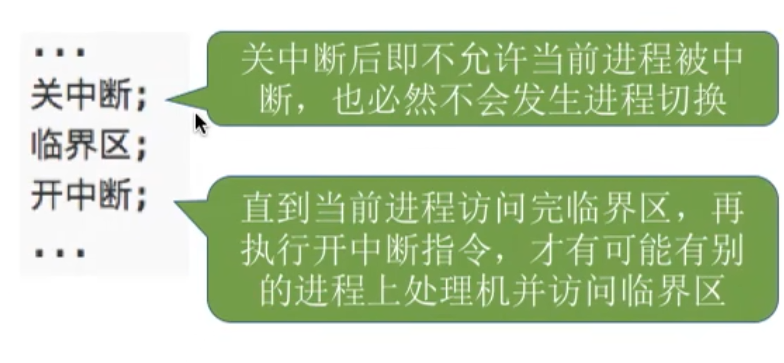 ...
关中断;
临界区;
开中断;
...
关中断后即不允许当前进程被中
断，也必然不会发生进程切换
直到当前进程访问完临界区，再
执行开中断指令，才有可能有别
的进程上处理机并访问临界区